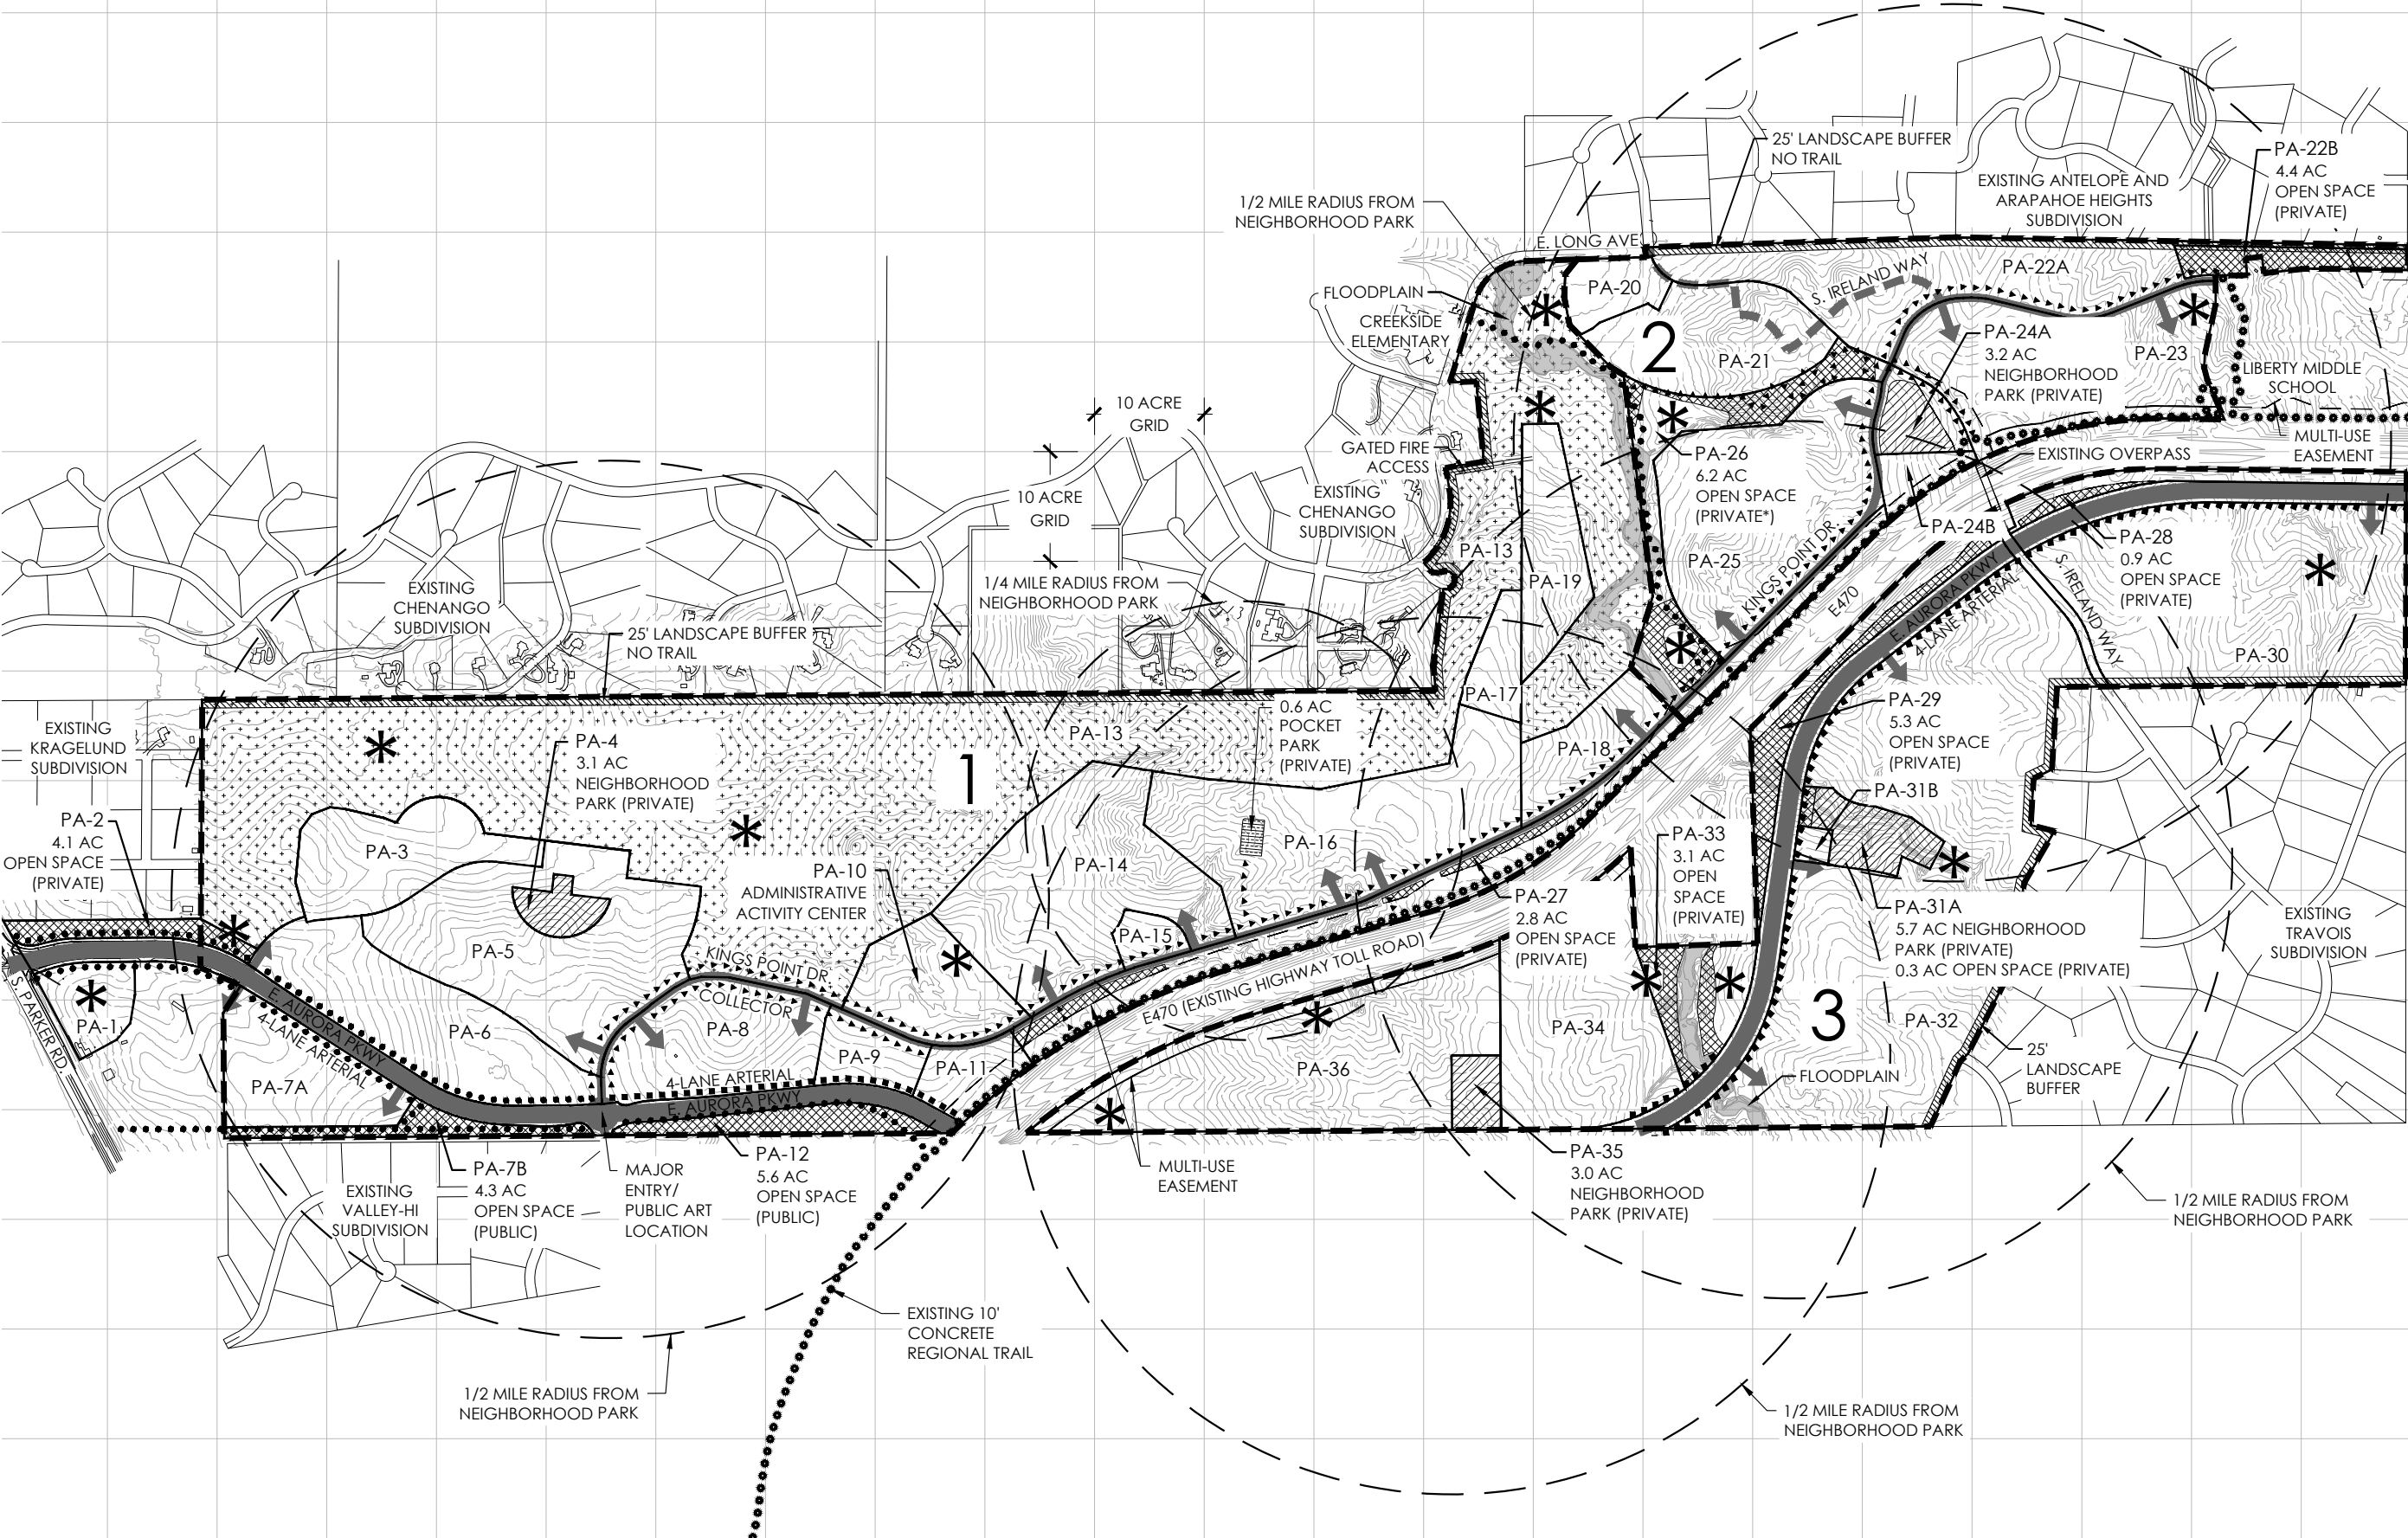 25' LANDSCAPE BUFFER
NO TRAIL
PA-22B
4.4 AC
OPEN SPACE
(PRIVATE)
EXISTING ANTELOPE AND
ARAPAHOE HEIGHTS
SUBDIVISION
1/2 MILE RADIUS FROM
NEIGHBORHOOD PARK
E. LONG AVE
S. IRELAND WAY
PA-22A
PA-20
FLOODPLAIN
CREEKSIDE
ELEMENTARY
2
PA-21
PA-24A
3.2 AC
NEIGHBORHOOD
PARK (PRIVATE)
PA-23
LIBERTY MIDDLE
SCHOOL
10 ACRE
GRID
10 ACRE
GRID
GATED FIRE
ACCESS
EXISTING
CHENANGO
SUBDIVISION
PA-26
6.2 AC
OPEN SPACE
(PRIVATE*)
MULTI-USE
EASEMENT
EXISTING OVERPASS
PA-24B
PA-28
0.9 AC
OPEN SPACE
(PRIVATE)
PA-13
PA-19
PA-25
KINGS POINT DR
E470
E. AURORA PKWY
4-LANE ARTERIAL
S. IRELAND WAY
PA-30
EXISTING
CHENANGO
SUBDIVISION
1/4 MILE RADIUS FROM
NEIGHBORHOOD PARK
25' LANDSCAPE BUFFER
NO TRAIL
EXISTING
KRAGELUND
SUBDIVISION
PA-4
3.1 AC
NEIGHBORHOOD
PARK (PRIVATE)
1
PA-13
0.6 AC
POCKET
PARK
(PRIVATE)
PA-17
PA-18
PA-29
5.3 AC
OPEN SPACE
(PRIVATE)
PA-31B
PA-2
4.1 AC
OPEN SPACE
(PRIVATE)
PA-3
PA-10
ADMINISTRATIVE
ACTIVITY CENTER
PA-14
PA-16
PA-33
3.1 AC
OPEN
SPACE
(PRIVATE)
PA-27
2.8 AC
OPEN SPACE
(PRIVATE)
PA-31A
5.7 AC NEIGHBORHOOD
PARK (PRIVATE)
0.3 AC OPEN SPACE (PRIVATE)
EXISTING
TRAVOIS
SUBDIVISION
PA-5
PA-15
KINGS POINT DR
COLLECTOR
E470 (EXISTING HIGHWAY TOLL ROAD)
S. PARKER RD.
PA-1
E. AURORA PKWY
4-LANE ARTERIAL
PA-6
PA-8
PA-9
PA-11
PA-34
3
PA-32
25'
LANDSCAPE
BUFFER
FLOODPLAIN
PA-7A
4-LANE ARTERIAL
E. AURORA PKWY
PA-36
PA-7B
4.3 AC
OPEN SPACE
(PUBLIC)
EXISTING
VALLEY-HI
SUBDIVISION
MAJOR
ENTRY/
PUBLIC ART
LOCATION
PA-12
5.6 AC
OPEN SPACE
(PUBLIC)
MULTI-USE
EASEMENT
PA-35
3.0 AC
NEIGHBORHOOD
PARK (PRIVATE)
1/2 MILE RADIUS FROM
NEIGHBORHOOD PARK
EXISTING 10'
CONCRETE
REGIONAL TRAIL
1/2 MILE RADIUS FROM
NEIGHBORHOOD PARK
1/2 MILE RADIUS FROM
NEIGHBORHOOD PARK